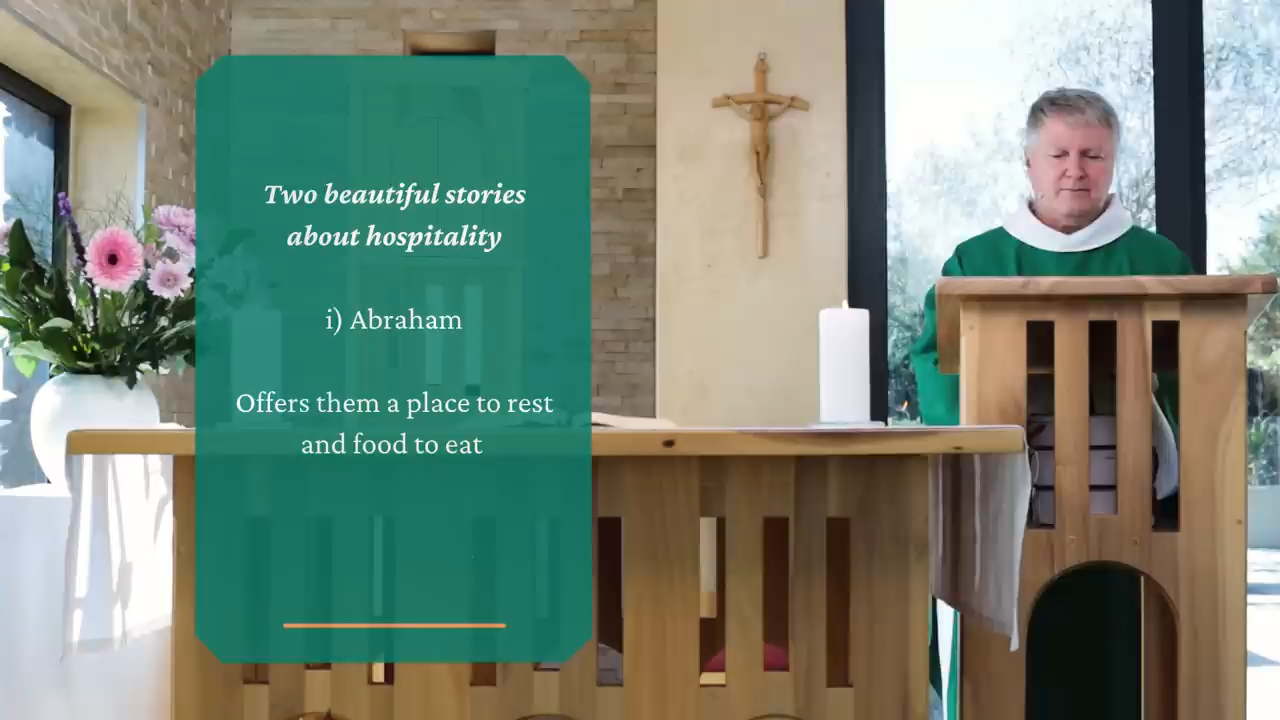 Two beautiful stories
about hospitality
i) Abraham
Offers them a place to rest
and food to eat